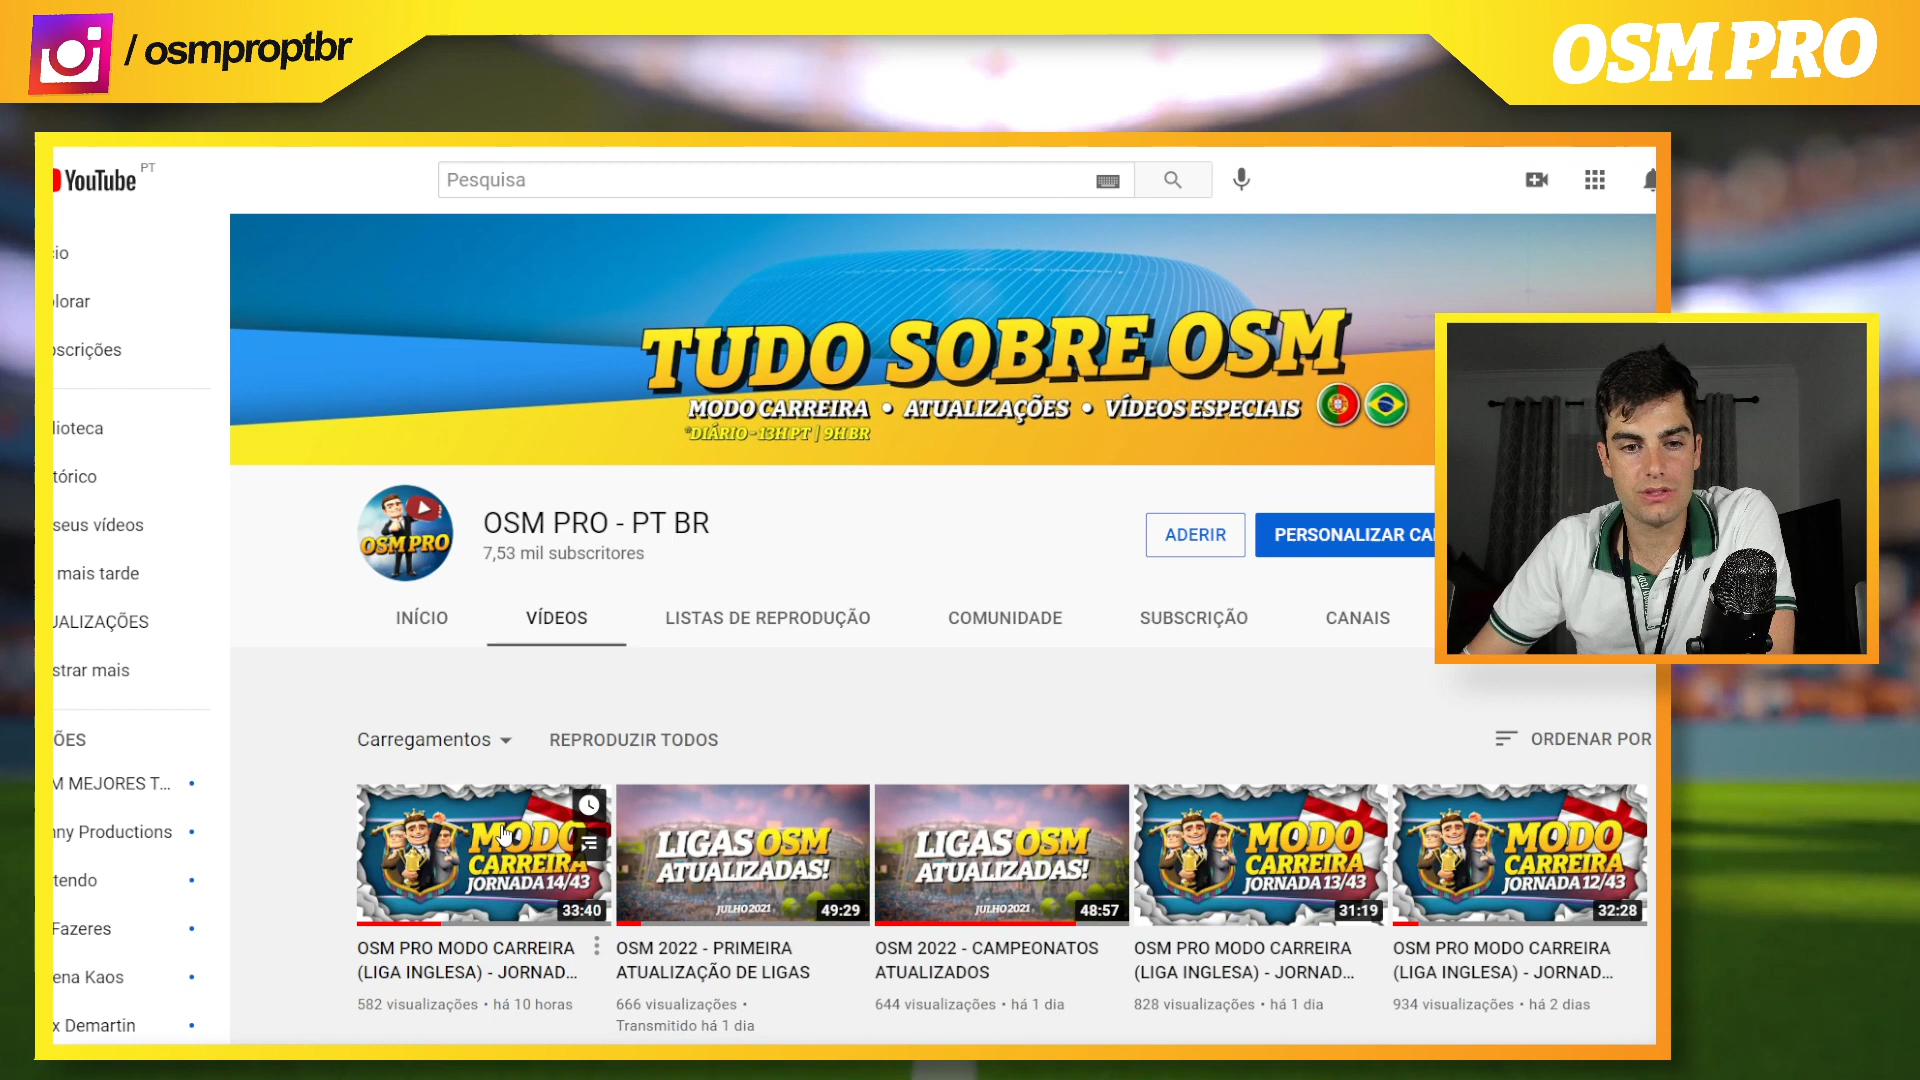 / osmproptbr
OSM PRO
YouTube PT
Pesquisa
io
lorar
scrições
lioteca
tórico
seus vídeos
mais tarde
UALIZAÇÕES
strar mais
ÕES
M MEJORES T...
nny Productions
tendo
Fazeres
ena Kaos
x Demartin
TUDO SOBRE OSM
MODO CARREIRA • ATUALIZAÇÕES • VÍDEOS ESPECIAIS
*DIÁRIO - 13H PT | 9H BR
OSM PRO
OSM PRO - PT BR
7,53 mil subscritores
ADERIR
PERSONALIZAR CA
INÍCIO
VÍDEOS
LISTAS DE REPRODUÇÃO
COMUNIDADE
SUBSCRIÇÃO
CANAIS
Carregamentos
REPRODUZIR TODOS
ORDENAR POR
MODO
CARREIRA
JORNADA 14/43
33:40
OSM PRO MODO CARREIRA
(LIGA INGLESA) - JORNAD...
582 visualizações • há 10 horas
LIGAS OSM
ATUALIZADAS!
JULHO 2021
49:29
OSM 2022 - PRIMEIRA
ATUALIZAÇÃO DE LIGAS
666 visualizações •
Transmitido há 1 dia
LIGAS OSM
ATUALIZADAS!
JULHO 2021
48:57
OSM 2022 - CAMPEONATOS
ATUALIZADOS
644 visualizações • há 1 dia
MODO
CARREIRA
JORNADA 13/43
31:19
OSM PRO MODO CARREIRA
(LIGA INGLESA) - JORNAD...
828 visualizações • há 1 dia
MODO
CARREIRA
JORNADA 12/43
32:28
OSM PRO MODO CARREIRA
(LIGA INGLESA) - JORNAD...
934 visualizações • há 2 dias